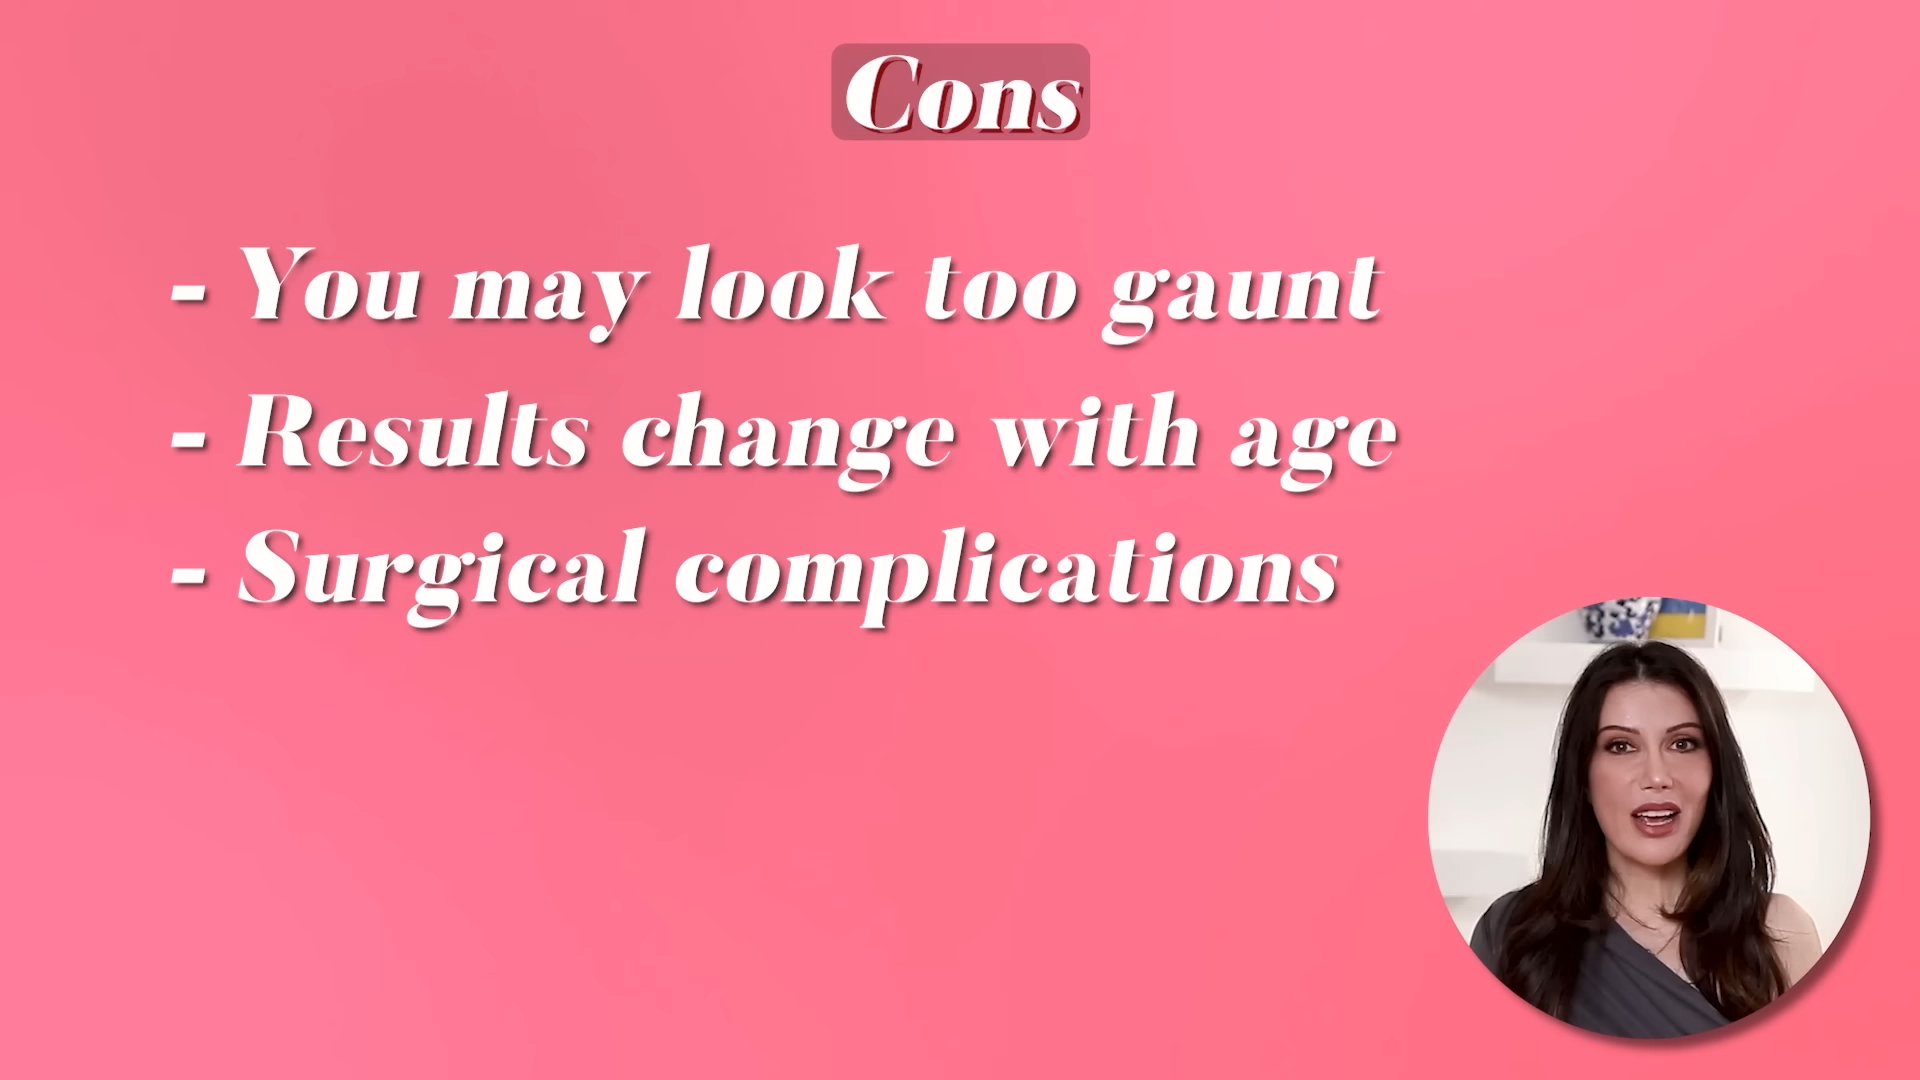 Cons
- You may look too gaunt
- Results change with age
- Surgical complications